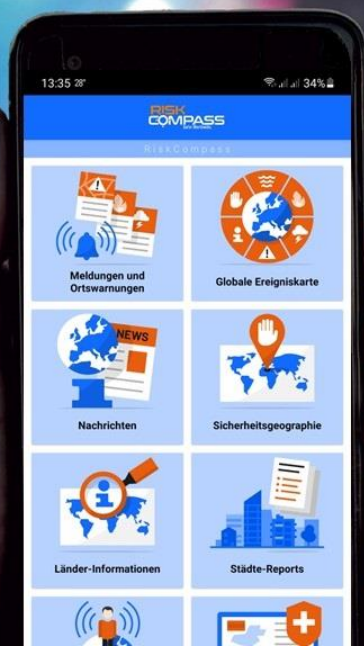 13:35 28° 34%
RISK
COMPASS
RiskCompass
Meldungen und
Ortswarnungen
Globale Ereigniskarte
NEWS
Nachrichten
Sicherheitsgeographie
Länder-Informationen
Städte-Reports